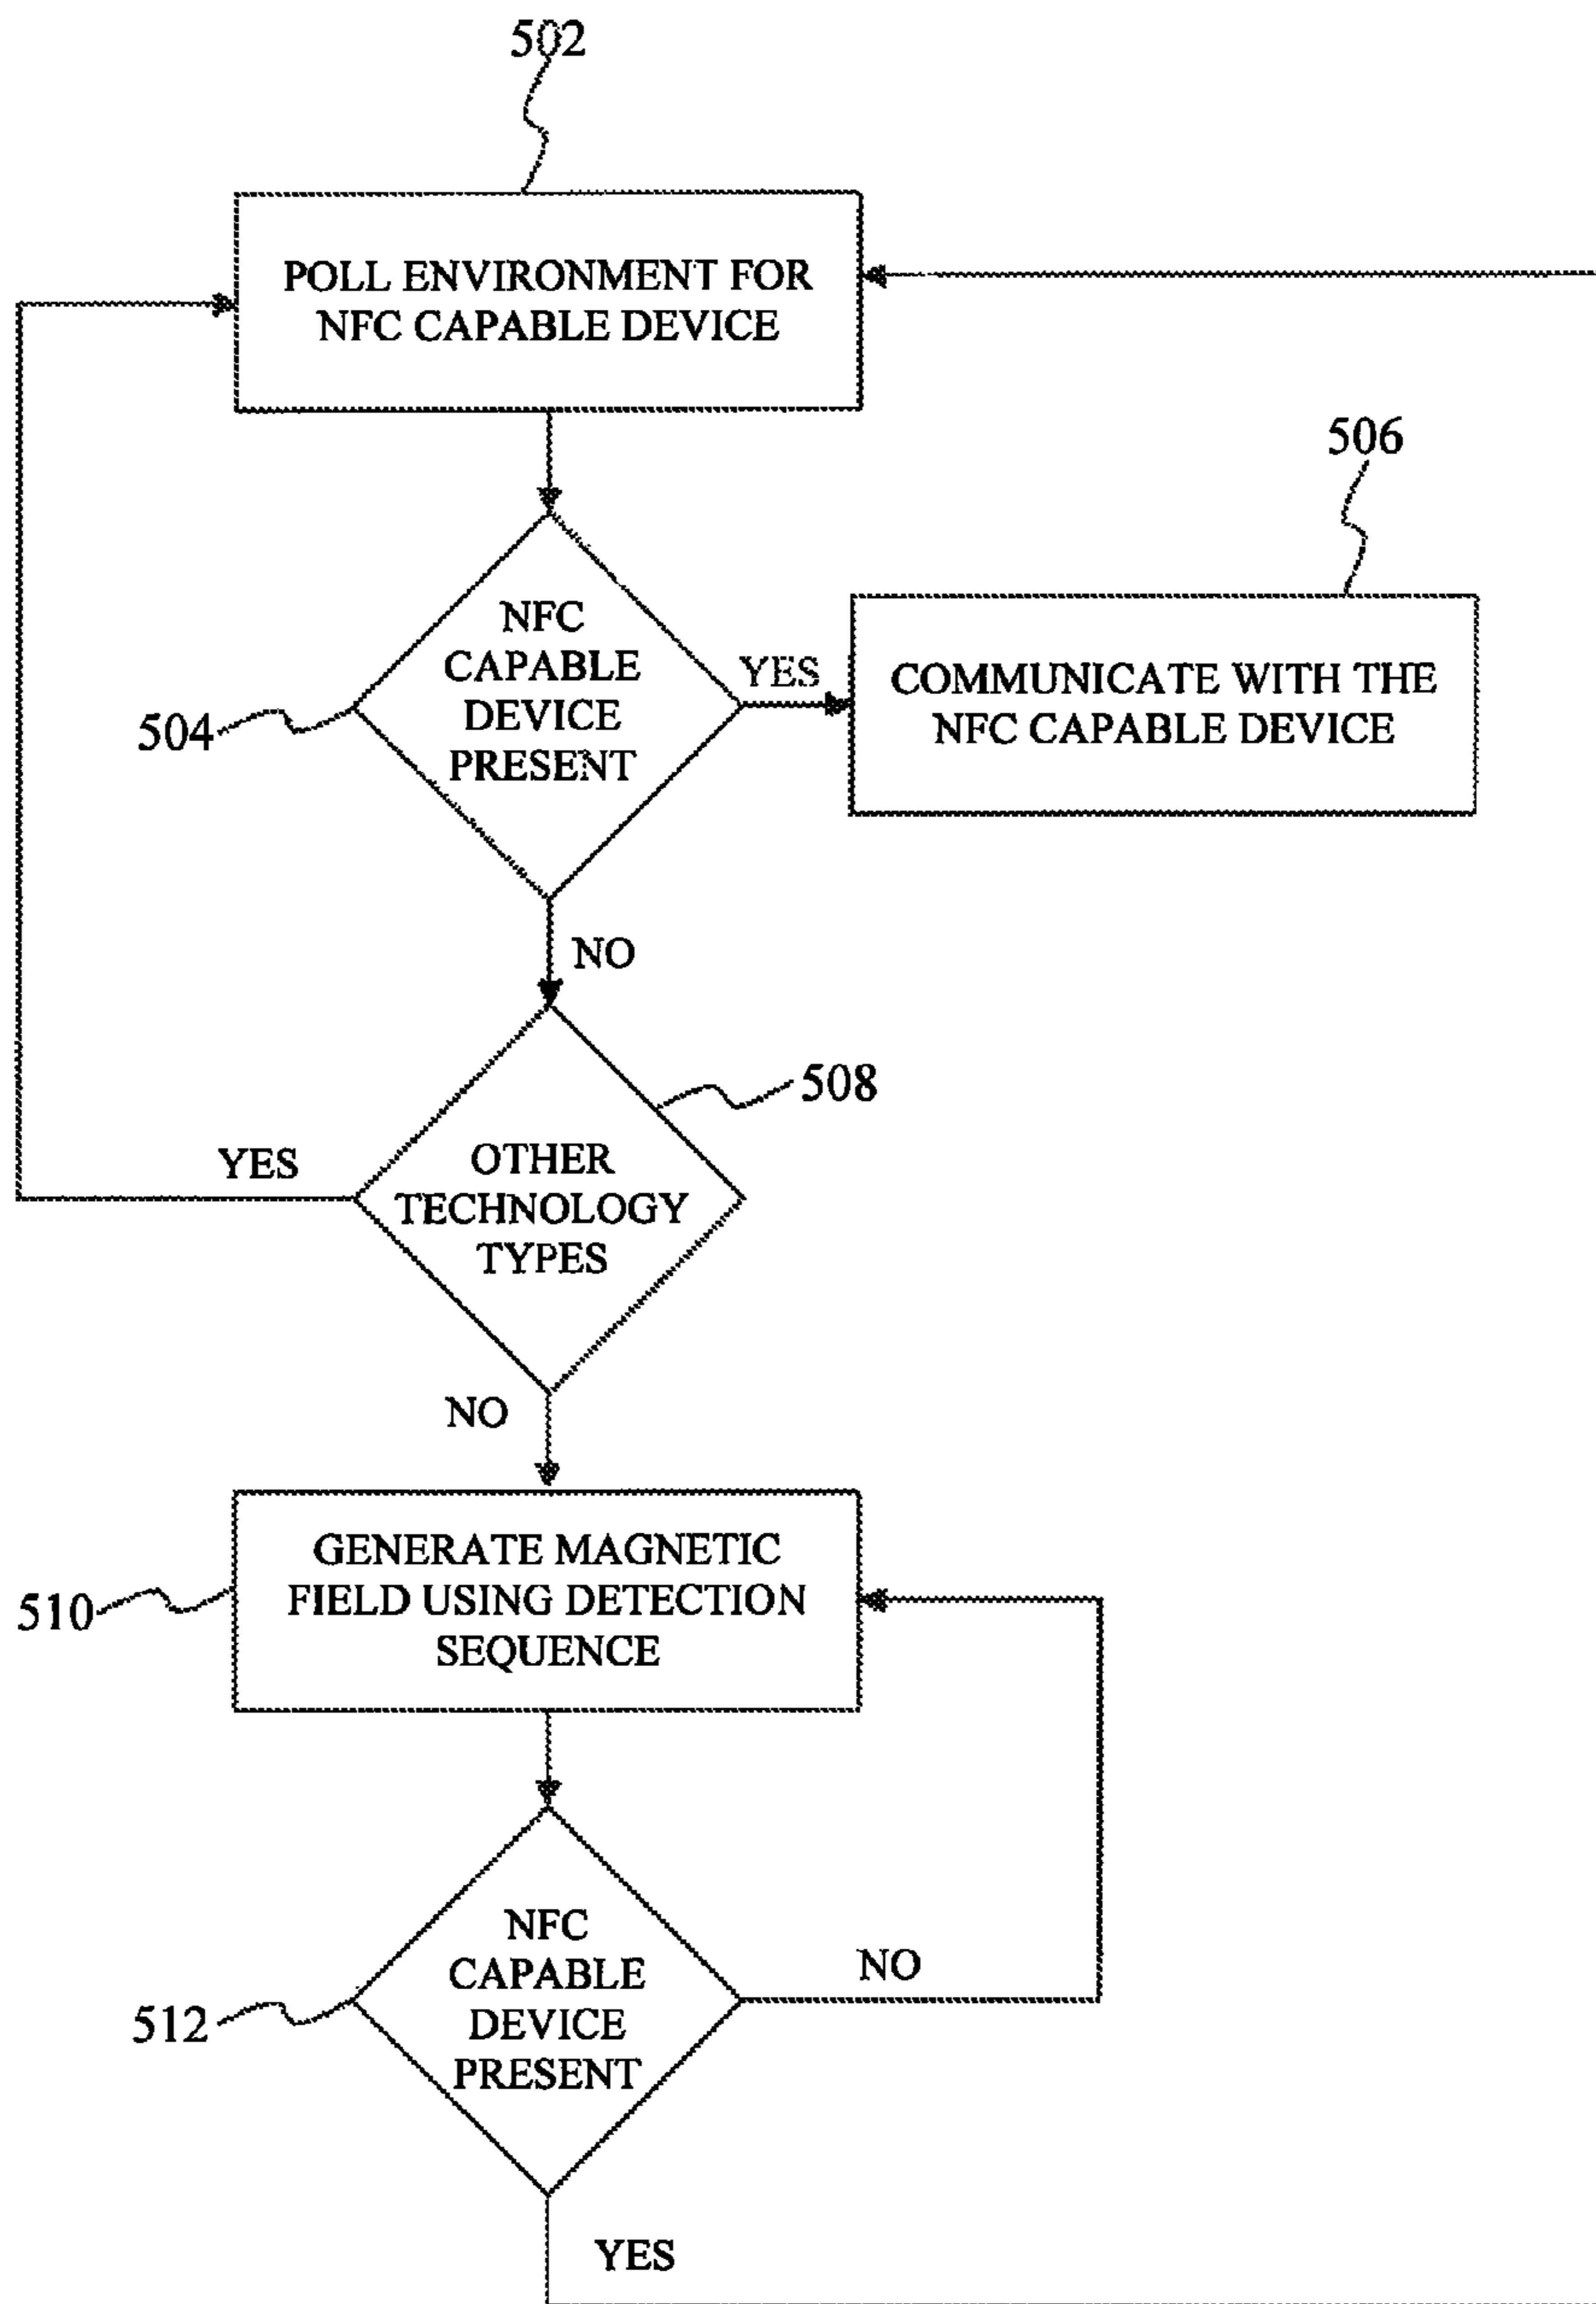 502
POLL ENVIRONMENT FOR
NFC CAPABLE DEVICE
506
NFC
CAPABLE
DEVICE
PRESENT
YES
COMMUNICATE WITH THE
NFC CAPABLE DEVICE
504
NO
508
YES
OTHER
TECHNOLOGY
TYPES
NO
GENERATE MAGNETIC
FIELD USING DETECTION
SEQUENCE
510
NFC
CAPABLE
DEVICE
PRESENT
NO
512
YES